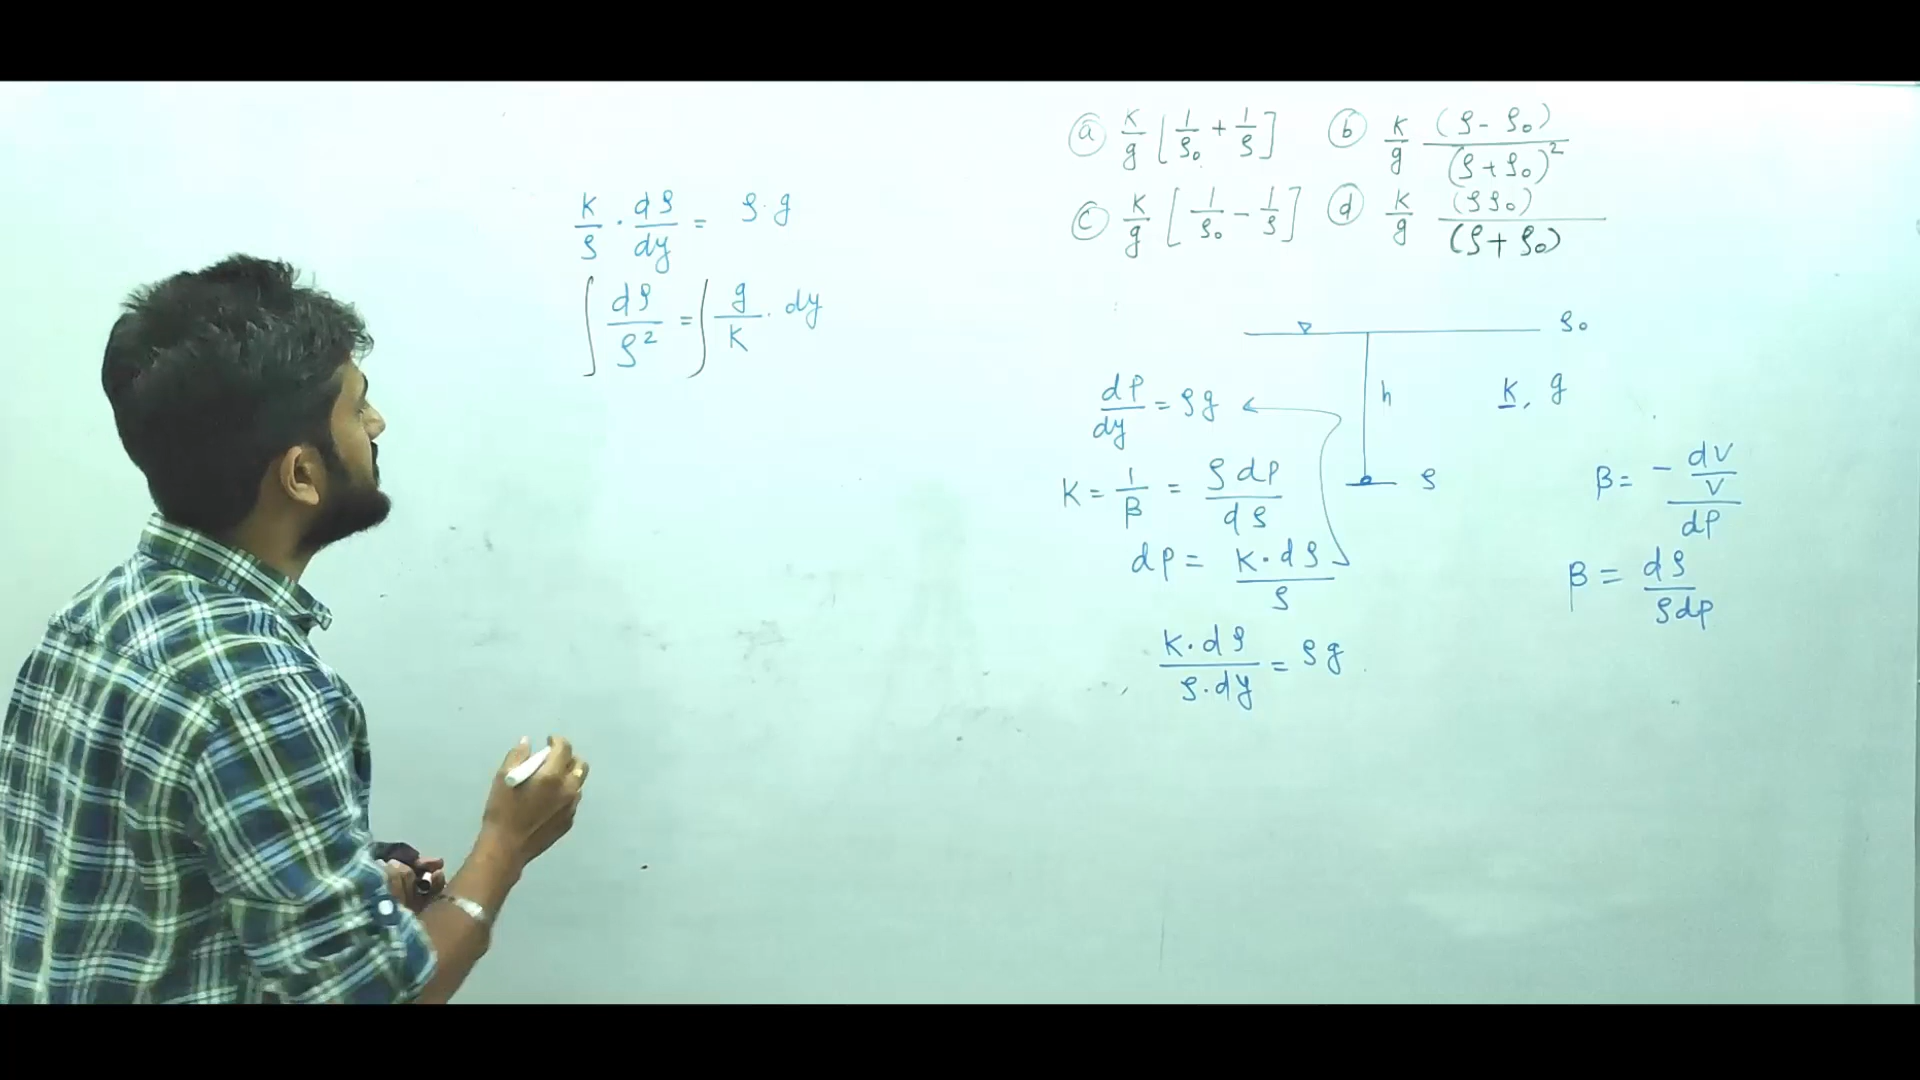 ⓐ K/g [1/ρ₀ + 1/ρ] ⓑ K/g (ρ - ρ₀)/(ρ + ρ₀)²
ⓒ K/g [1/ρ₀ - 1/ρ] ⓓ K/g (ρρ₀)/(ρ + ρ₀)
K/ρ · dρ/dy = ρ·g
∫ dρ/ρ² = ∫ g/K · dy
ρ₀
h
K, g
ρ
dP/dy = ρg
K = 1/β = ρdp/dρ
dp = K·dρ/ρ
K·dρ/ρ·dy = ρg
β = - dV/V/dP
β = dρ/ρdp